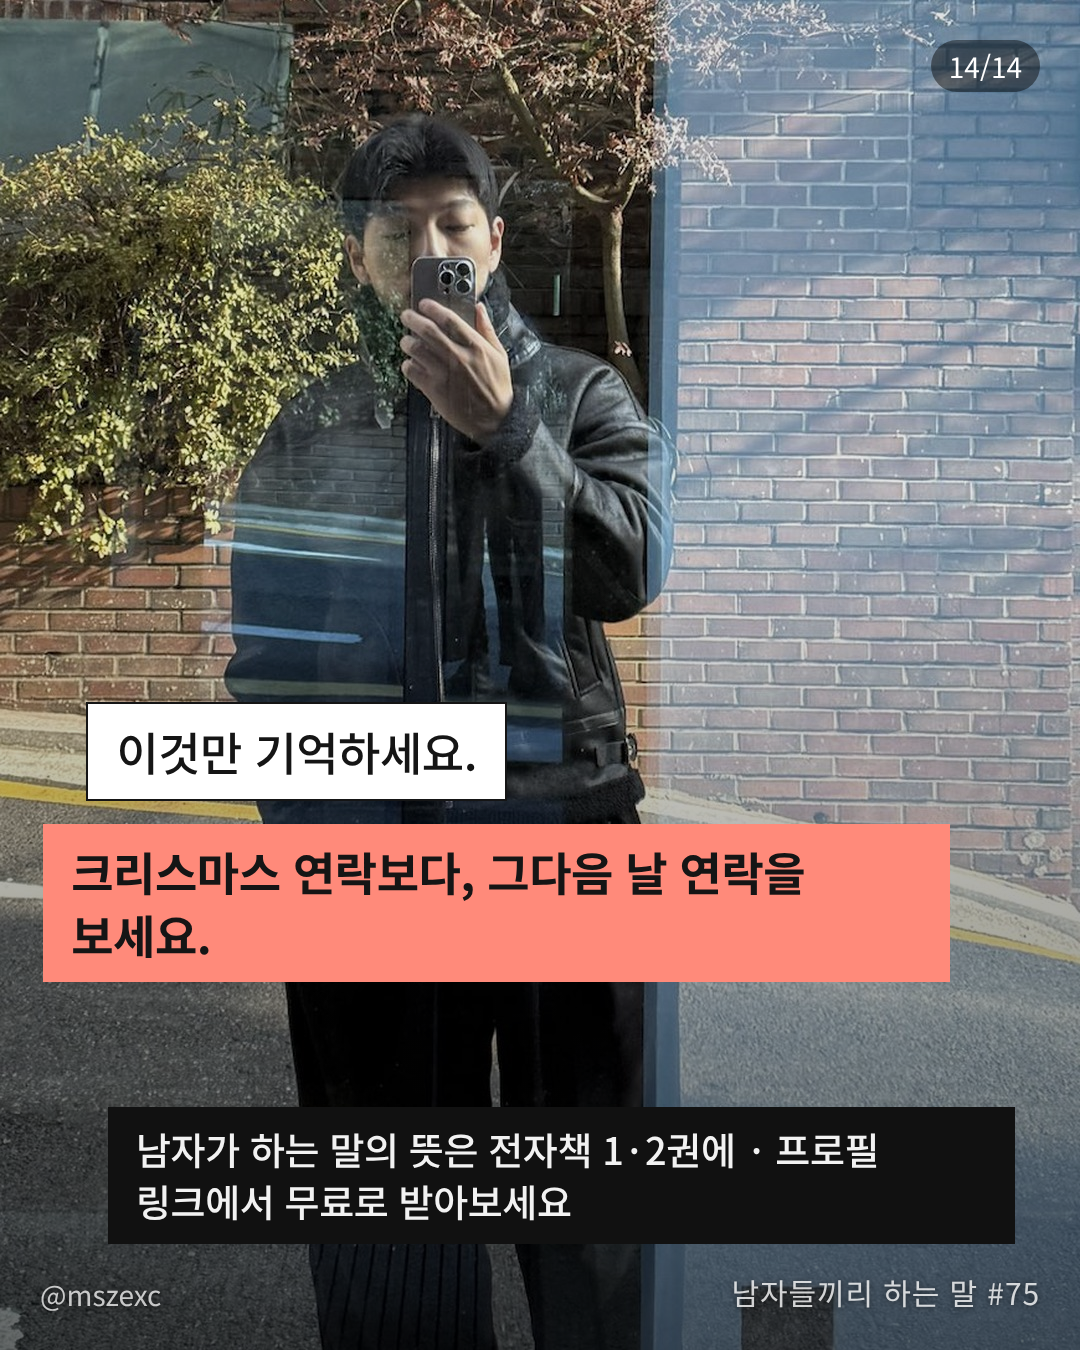 14/14
이것만 기억하세요.
크리스마스 연락보다, 그다음 날 연락을
보세요.
남자가 하는 말의 뜻은 전자책 1·2권에 · 프로필
링크에서 무료로 받아보세요
@mszexc
남자들끼리 하는 말 #75